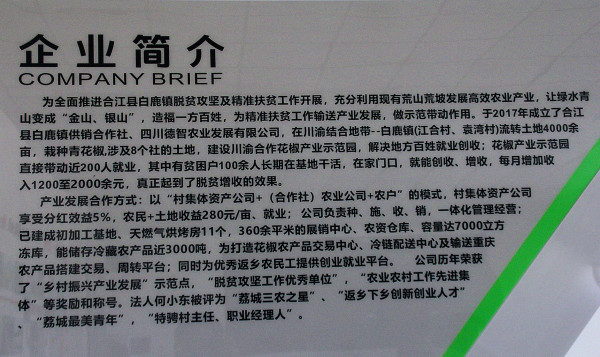 企业简介
COMPANY BRIEF
为全面推进合江县白鹿镇脱贫攻坚及精准扶贫工作开展，充分利用现有荒山荒坡发展高效农业产业，让绿水青
山变成“金山、银山”，造福一方百姓，为精准扶贫工作输送产业发展，做示范带动作用。于2017年成立了合江
县白鹿镇供销合作社、四川德智农业发展有限公司，在川渝结合地带--白鹿镇(江合村、袁湾村)流转土地4000余
亩，栽种青花椒,涉及8个社的土地，建设川渝合作花椒产业示范园，解决地方百姓就业创收；花椒产业示范园
直接带动近200人就业，其中有贫困户100余人长期在基地干活，在家门口，就能创收、增收，每月增加收
入1200至2000余元，真正起到了脱贫增收的效果。
产业发展合作方式：以“村集体资产公司+（合作社）农业公司+农户”的模式，村集体资产公司
享受分红效益5%，农民+土地收益280元/亩、就业；公司负责种、施、收、销，一体化管理经营；
已建成初加工基地、天燃气烘烤房11个，360余平米的展销中心、农资仓库、容量达7000立方
冻库，能储存冷藏农产品近3000吨，为打造花椒农产品交易中心、冷链配送中心及输送重庆
农产品搭建交易、周转平台；同时为优秀返乡农民工提供创业就业平台。 公司历年荣获
了“乡村振兴产业发展”示范点，“脱贫攻坚工作优秀单位”，“农业农村工作先进集
体”等奖励和称号。法人何小东被评为“荔城三农之星”、“返乡下乡创新创业人才”
、“荔城最美青年”，“特骋村主任、职业经理人”。